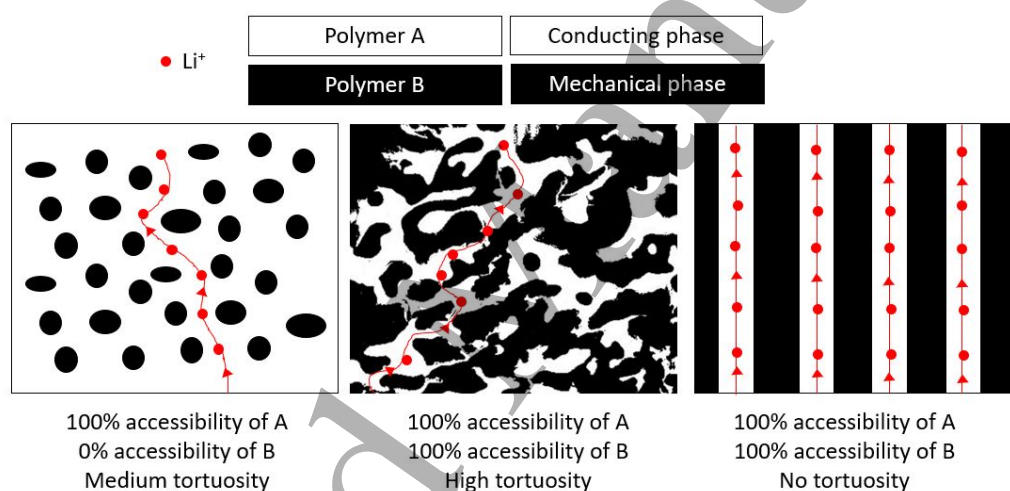 Polymer A
Conducting phase
Li⁺
Polymer B
Mechanical phase
100% accessibility of A
0% accessibility of B
Medium tortuosity
100% accessibility of A
100% accessibility of B
High tortuosity
100% accessibility of A
100% accessibility of B
No tortuosity